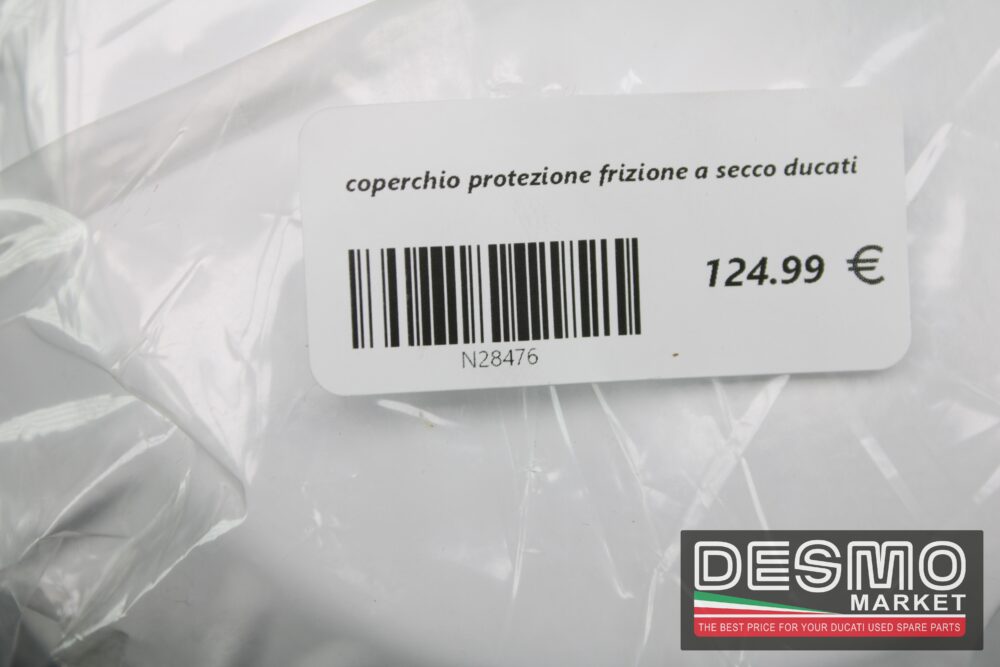 coperchio protezione frizione a secco ducati
124.99 €
N28476
DESMO
MARKET
THE BEST PRICE FOR YOUR DUCATI USED SPARE PARTS